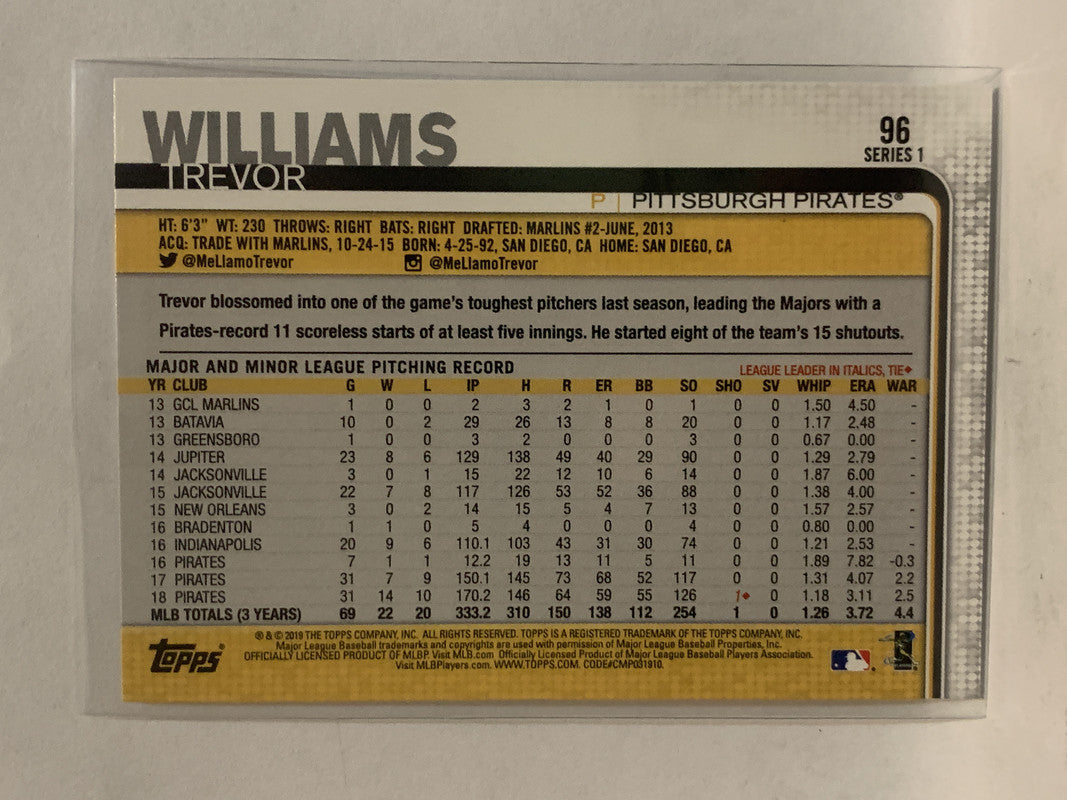 WILLIAMS
TREVOR
96
SERIES 1
P | PITTSBURGH PIRATES®
HT: 6'3" WT: 230 THROWS: RIGHT BATS: RIGHT DRAFTED: MARLINS #2-JUNE, 2013
ACQ: TRADE WITH MARLINS, 10-24-15 BORN: 4-25-92, SAN DIEGO, CA HOME: SAN DIEGO, CA
@MeLlamoTrevor @MeLlamoTrevor
Trevor blossomed into one of the game's toughest pitchers last season, leading the Majors with a
Pirates-record 11 scoreless starts of at least five innings. He started eight of the team's 15 shutouts.
MAJOR AND MINOR LEAGUE PITCHING RECORD LEAGUE LEADER IN ITALICS, TIE♦
YR CLUB G W L IP H R ER BB SO SHO SV WHIP ERA WAR
13 GCL MARLINS 1 0 0 2 3 2 1 0 1 0 0 1.50 4.50 -
13 BATAVIA 10 0 2 29 26 13 8 8 20 0 0 1.17 2.48 -
13 GREENSBORO 1 0 0 3 2 0 0 0 3 0 0 0.67 0.00 -
14 JUPITER 23 8 6 129 138 49 40 29 90 0 0 1.29 2.79 -
14 JACKSONVILLE 3 0 1 15 22 12 10 6 14 0 0 1.87 6.00 -
15 JACKSONVILLE 22 7 8 117 126 53 52 36 88 0 0 1.38 4.00 -
15 NEW ORLEANS 3 0 2 14 15 5 4 7 13 0 0 1.57 2.57 -
16 BRADENTON 1 1 0 5 4 0 0 0 4 0 0 0.80 0.00 -
16 INDIANAPOLIS 20 9 6 110.1 103 43 31 30 74 0 0 1.21 2.53 -
16 PIRATES 7 1 1 12.2 19 13 11 5 11 0 0 1.89 7.82 -0.3
17 PIRATES 31 7 9 150.1 145 73 68 52 117 0 0 1.31 4.07 2.2
18 PIRATES 31 14 10 170.2 146 64 59 55 126 1♦ 0 1.18 3.11 2.5
MLB TOTALS (3 YEARS) 69 22 20 333.2 310 150 138 112 254 1 0 1.26 3.72 4.4
TOPPS®
® & © 2019 THE TOPPS COMPANY, INC. ALL RIGHTS RESERVED. TOPPS IS A REGISTERED TRADEMARK OF THE TOPPS COMPANY, INC.
Major League Baseball trademarks and copyrights are used with permission of Major League Baseball Properties, Inc.
OFFICIALLY LICENSED PRODUCT OF MLBP. Visit MLB.com Officially Licensed Product of Major League Baseball Players Association.
Visit MLBPlayers.com. WWW.TOPPS.COM. CODE#CMP031910.